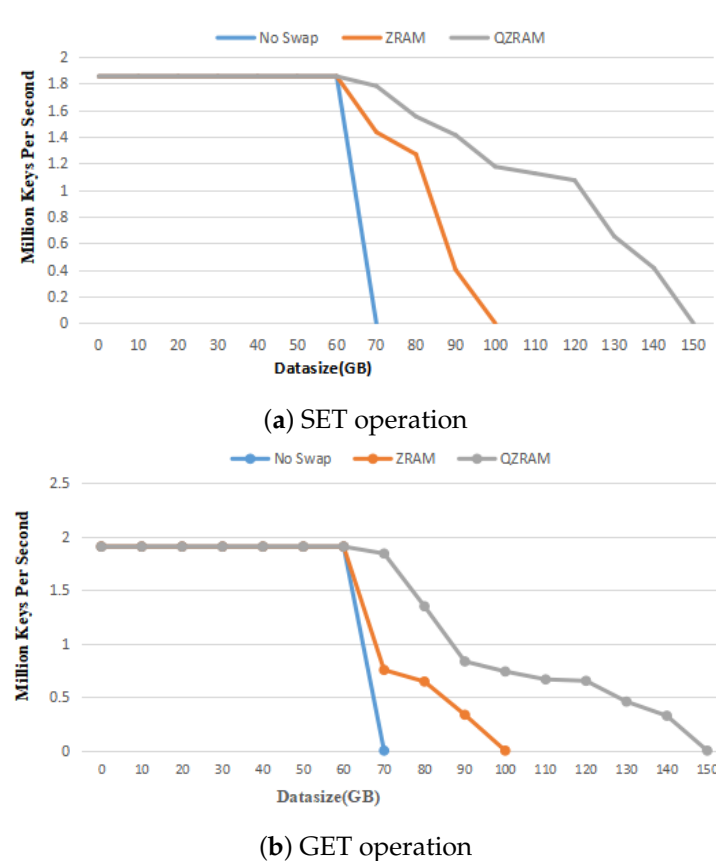 No Swap ZRAM QZRAM
2
1.8
1.6
1.4
1.2
1
0.8
0.6
0.4
0.2
0
Million Keys Per Second
0 10 20 30 40 50 60 70 80 90 100 110 120 130 140 150
Datasize(GB)
(a) SET operation
No Swap ZRAM QZRAM
2.5
2
1.5
1
0.5
0
Million Keys Per Second
0 10 20 30 40 50 60 70 80 90 100 110 120 130 140 150
Datasize(GB)
(b) GET operation